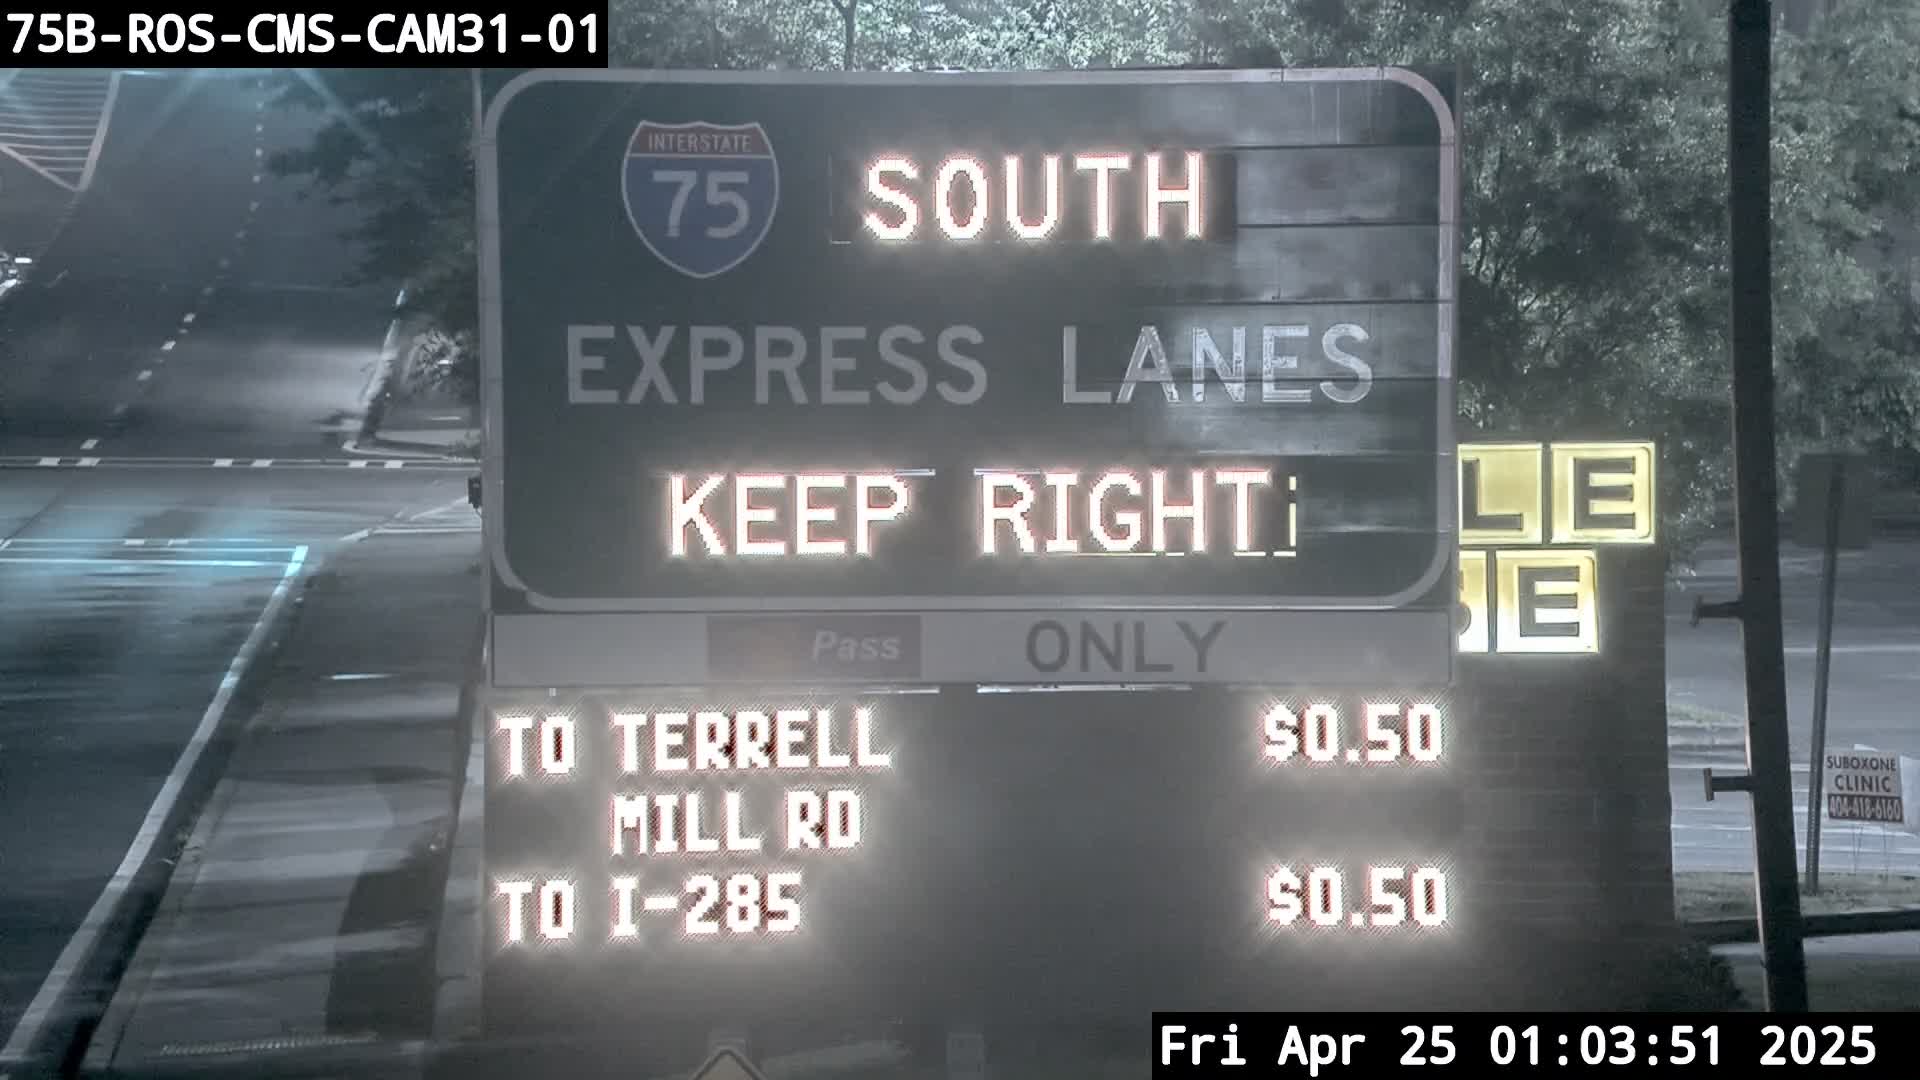 75B-ROS-CMS-CAM31-01
INTERSTATE
75
SOUTH
EXPRESS LANES
KEEP RIGHT
Pass ONLY
TO TERRELL $0.50
MILL RD
TO I-285 $0.50
LE
E
SUBOXONE
CLINIC
404-418-6160
Fri Apr 25 01:03:51 2025